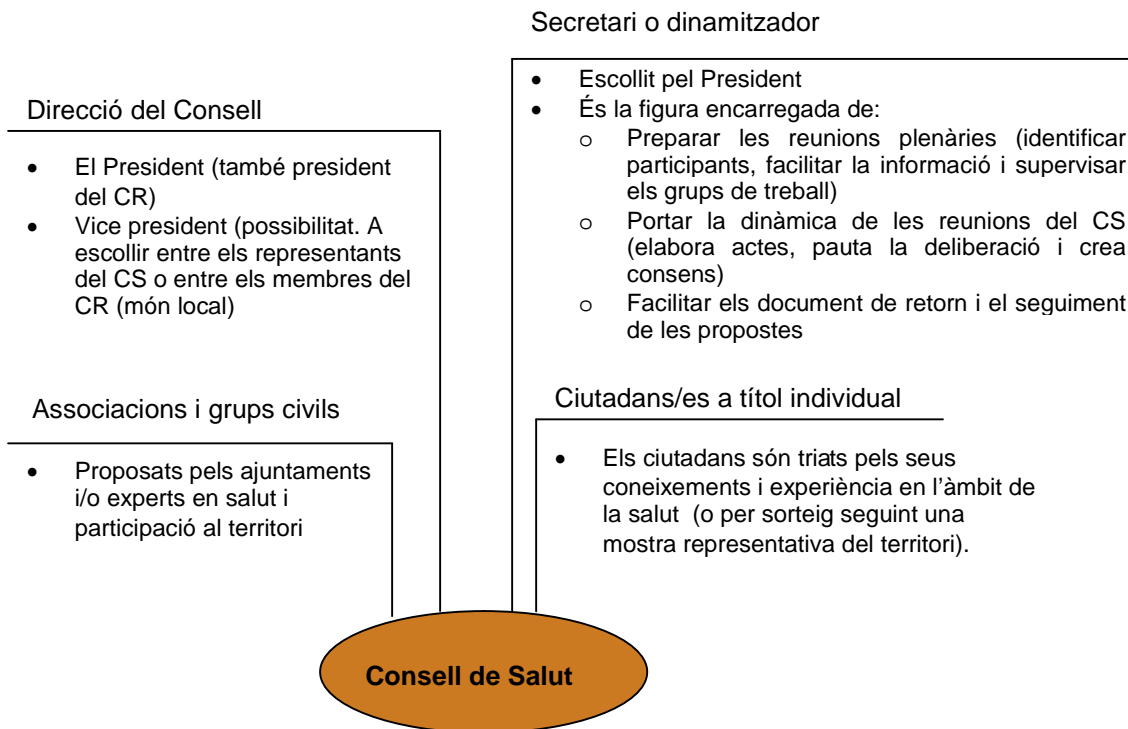 Secretari o dinamitzador
• Escollit pel President
• És la figura encarregada de:
o Preparar les reunions plenàries (identificar
participants, facilitar la informació i supervisar
els grups de treball)
o Portar la dinàmica de les reunions del CS
(elabora actes, pauta la deliberació i crea
consens)
o Facilitar els document de retorn i el seguiment
de les propostes
Direcció del Consell
• El President (també president
del CR)
• Vice president (possibilitat. A
escollir entre els representants
del CS o entre els membres del
CR (món local)
Associacions i grups civils
• Proposats pels ajuntaments
i/o experts en salut i
participació al territori
Ciutadans/es a títol individual
• Els ciutadans són triats pels seus
coneixements i experiència en l'àmbit de
la salut (o per sorteig seguint una
mostra representativa del territori).
Consell de Salut